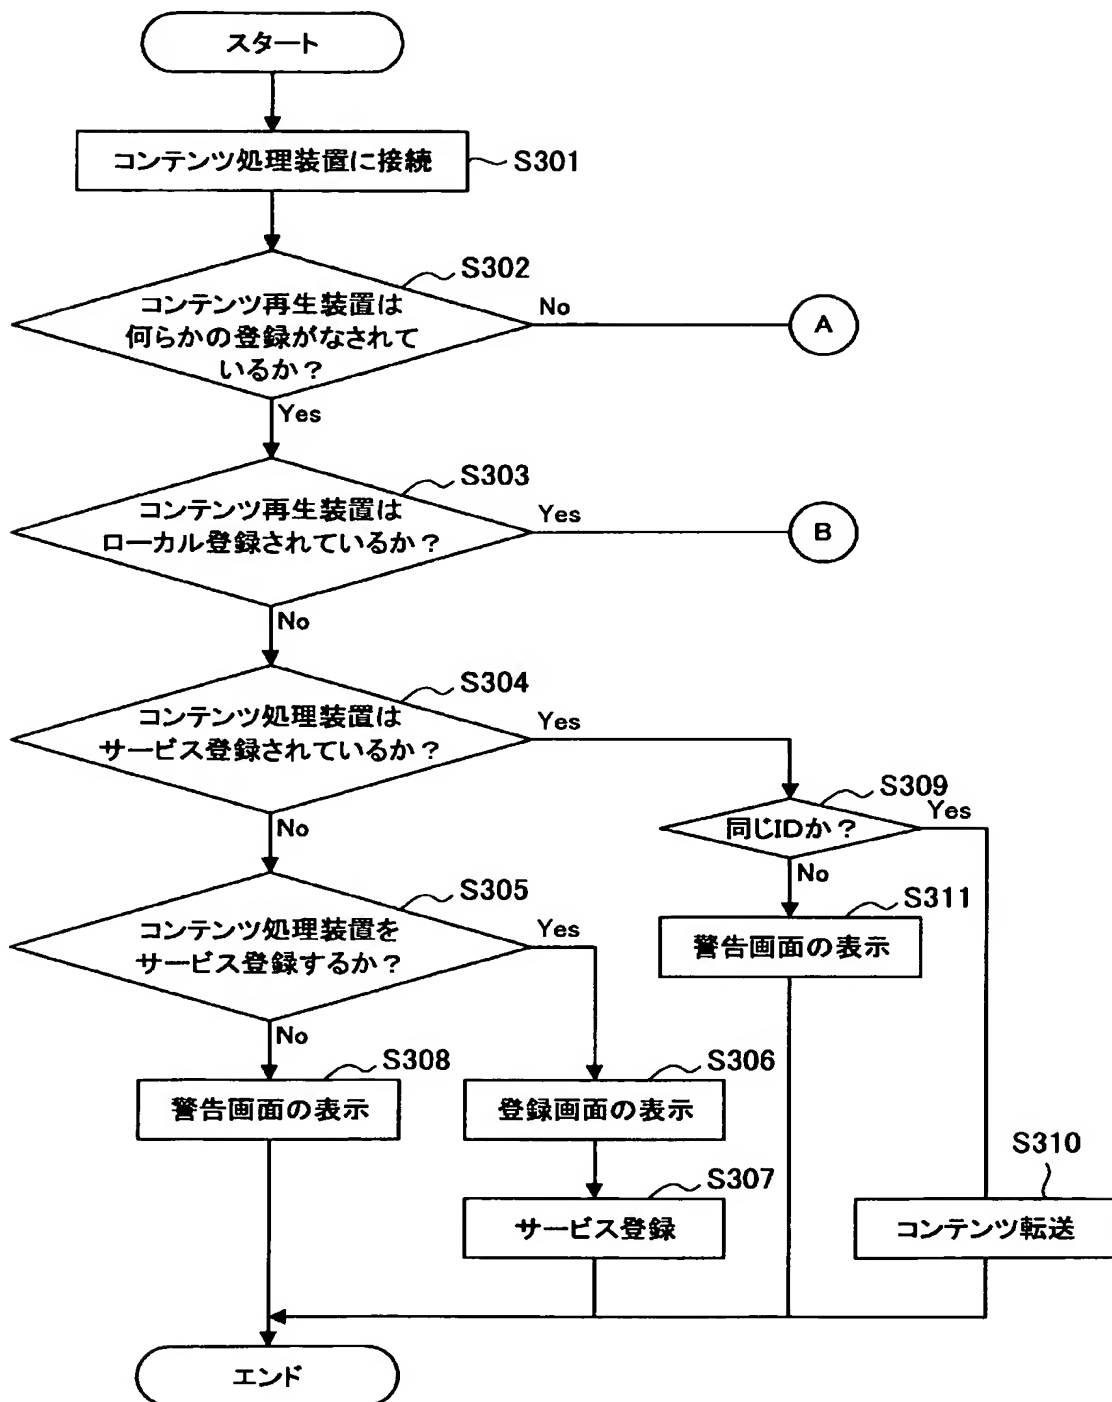 スタート
コンテンツ処理装置に接続
S301
S302
コンテンツ再生装置は
何らかの登録がなされて
いるか？
No
A
Yes
S303
コンテンツ再生装置は
ローカル登録されているか？
Yes
B
No
S304
コンテンツ処理装置は
サービス登録されているか？
Yes
No
S309
同じIDか？
Yes
No
S305
コンテンツ処理装置を
サービス登録するか？
Yes
No
S311
警告画面の表示
S308
警告画面の表示
S306
登録画面の表示
S307
サービス登録
S310
コンテンツ転送
エンド